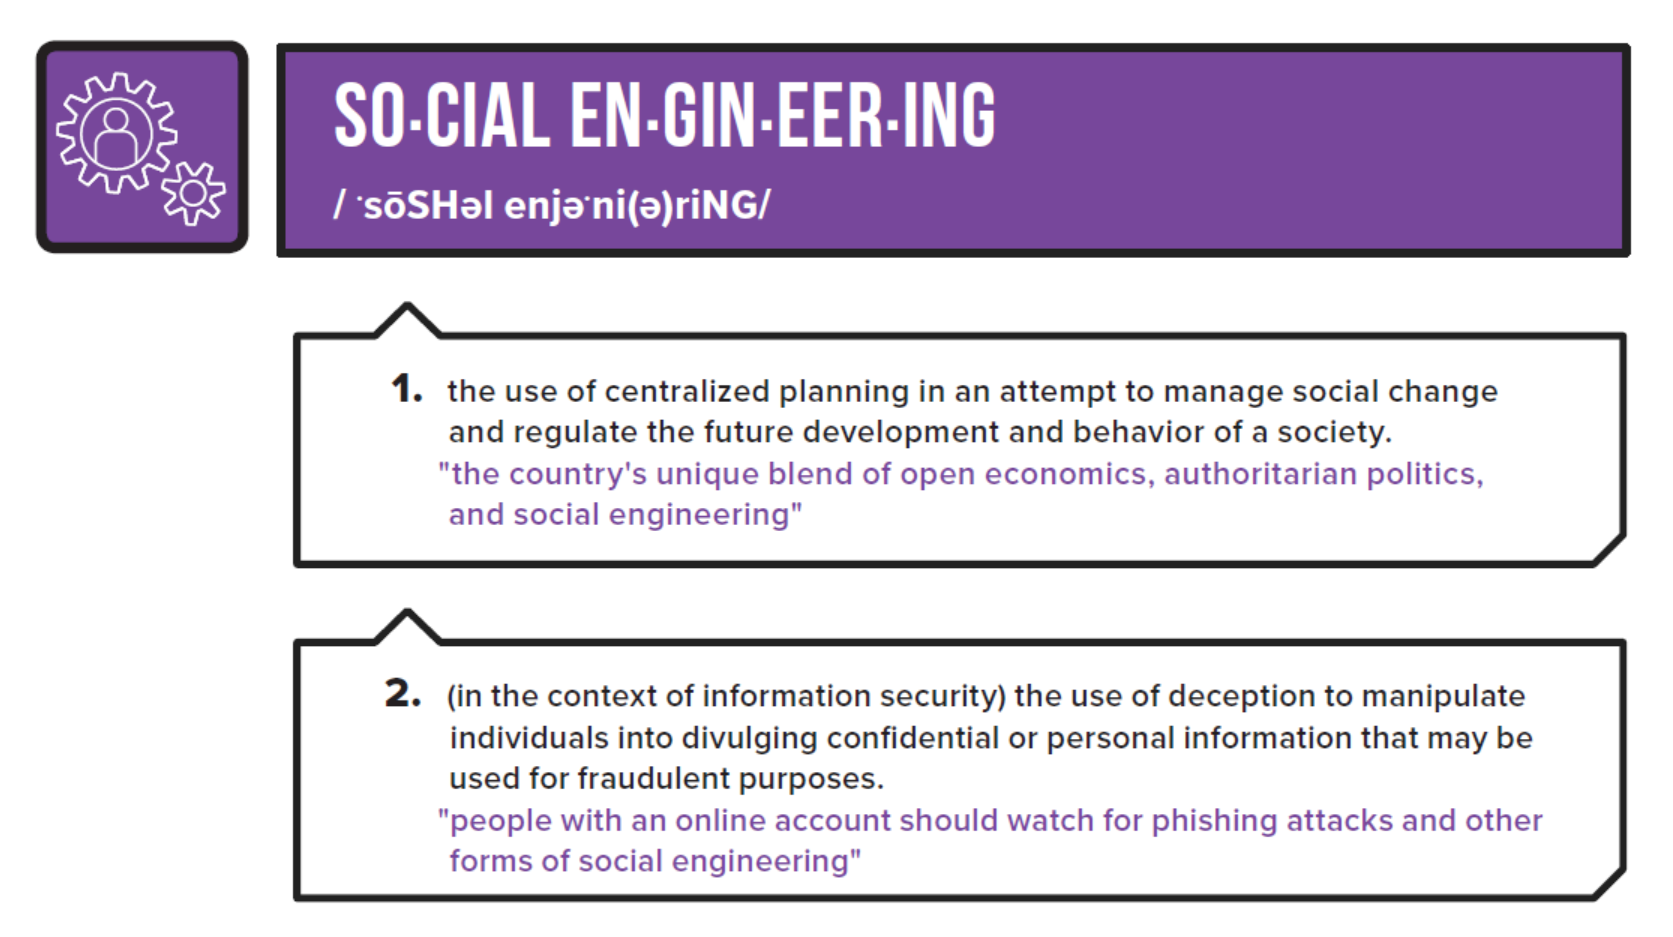 SO·CIAL EN·GIN·EER·ING
/ ˈsōSHəl enjəˈni(ə)riNG/
1. the use of centralized planning in an attempt to manage social change
and regulate the future development and behavior of a society.
"the country's unique blend of open economics, authoritarian politics,
and social engineering"
2. (in the context of information security) the use of deception to manipulate
individuals into divulging confidential or personal information that may be
used for fraudulent purposes.
"people with an online account should watch for phishing attacks and other
forms of social engineering"